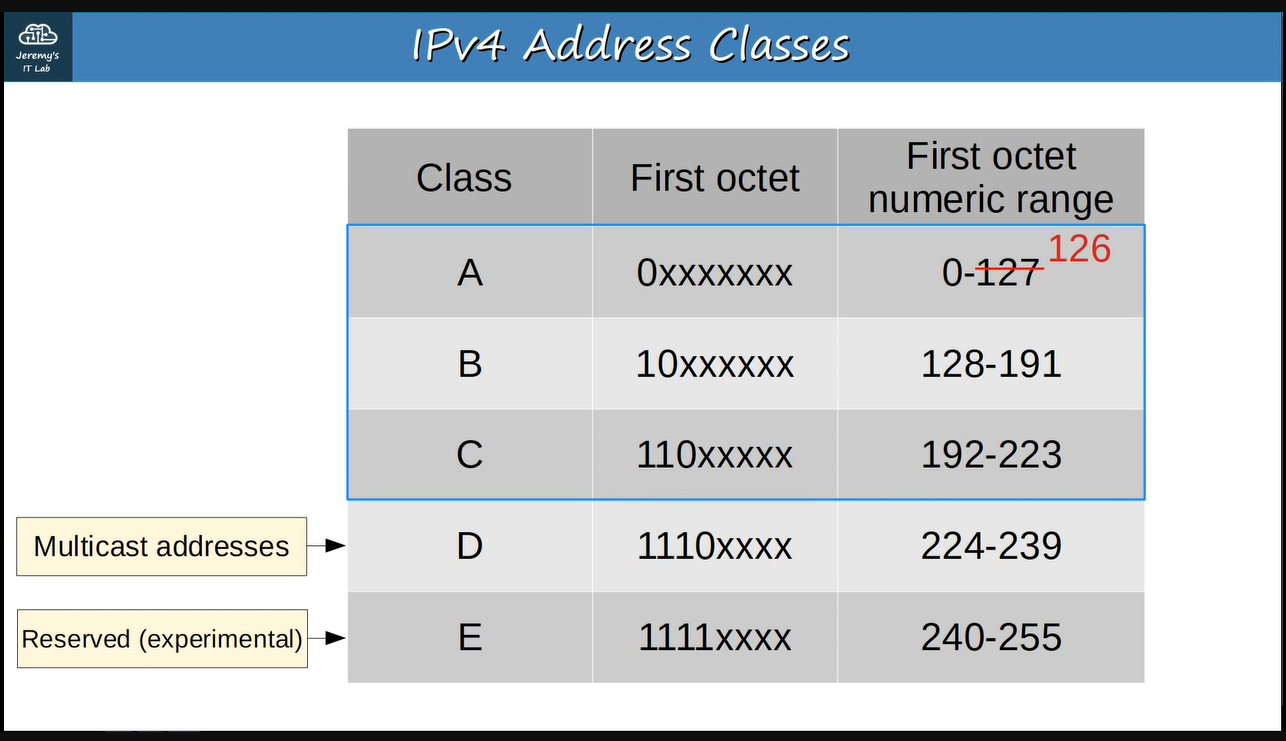 Jeremy's
IT Lab
IPv4 Address Classes
Class First octet First octet
numeric range
A 0xxxxxxx 0-127 126
B 10xxxxxx 128-191
C 110xxxxx 192-223
Multicast addresses D 1110xxxx 224-239
Reserved (experimental) E 1111xxxx 240-255